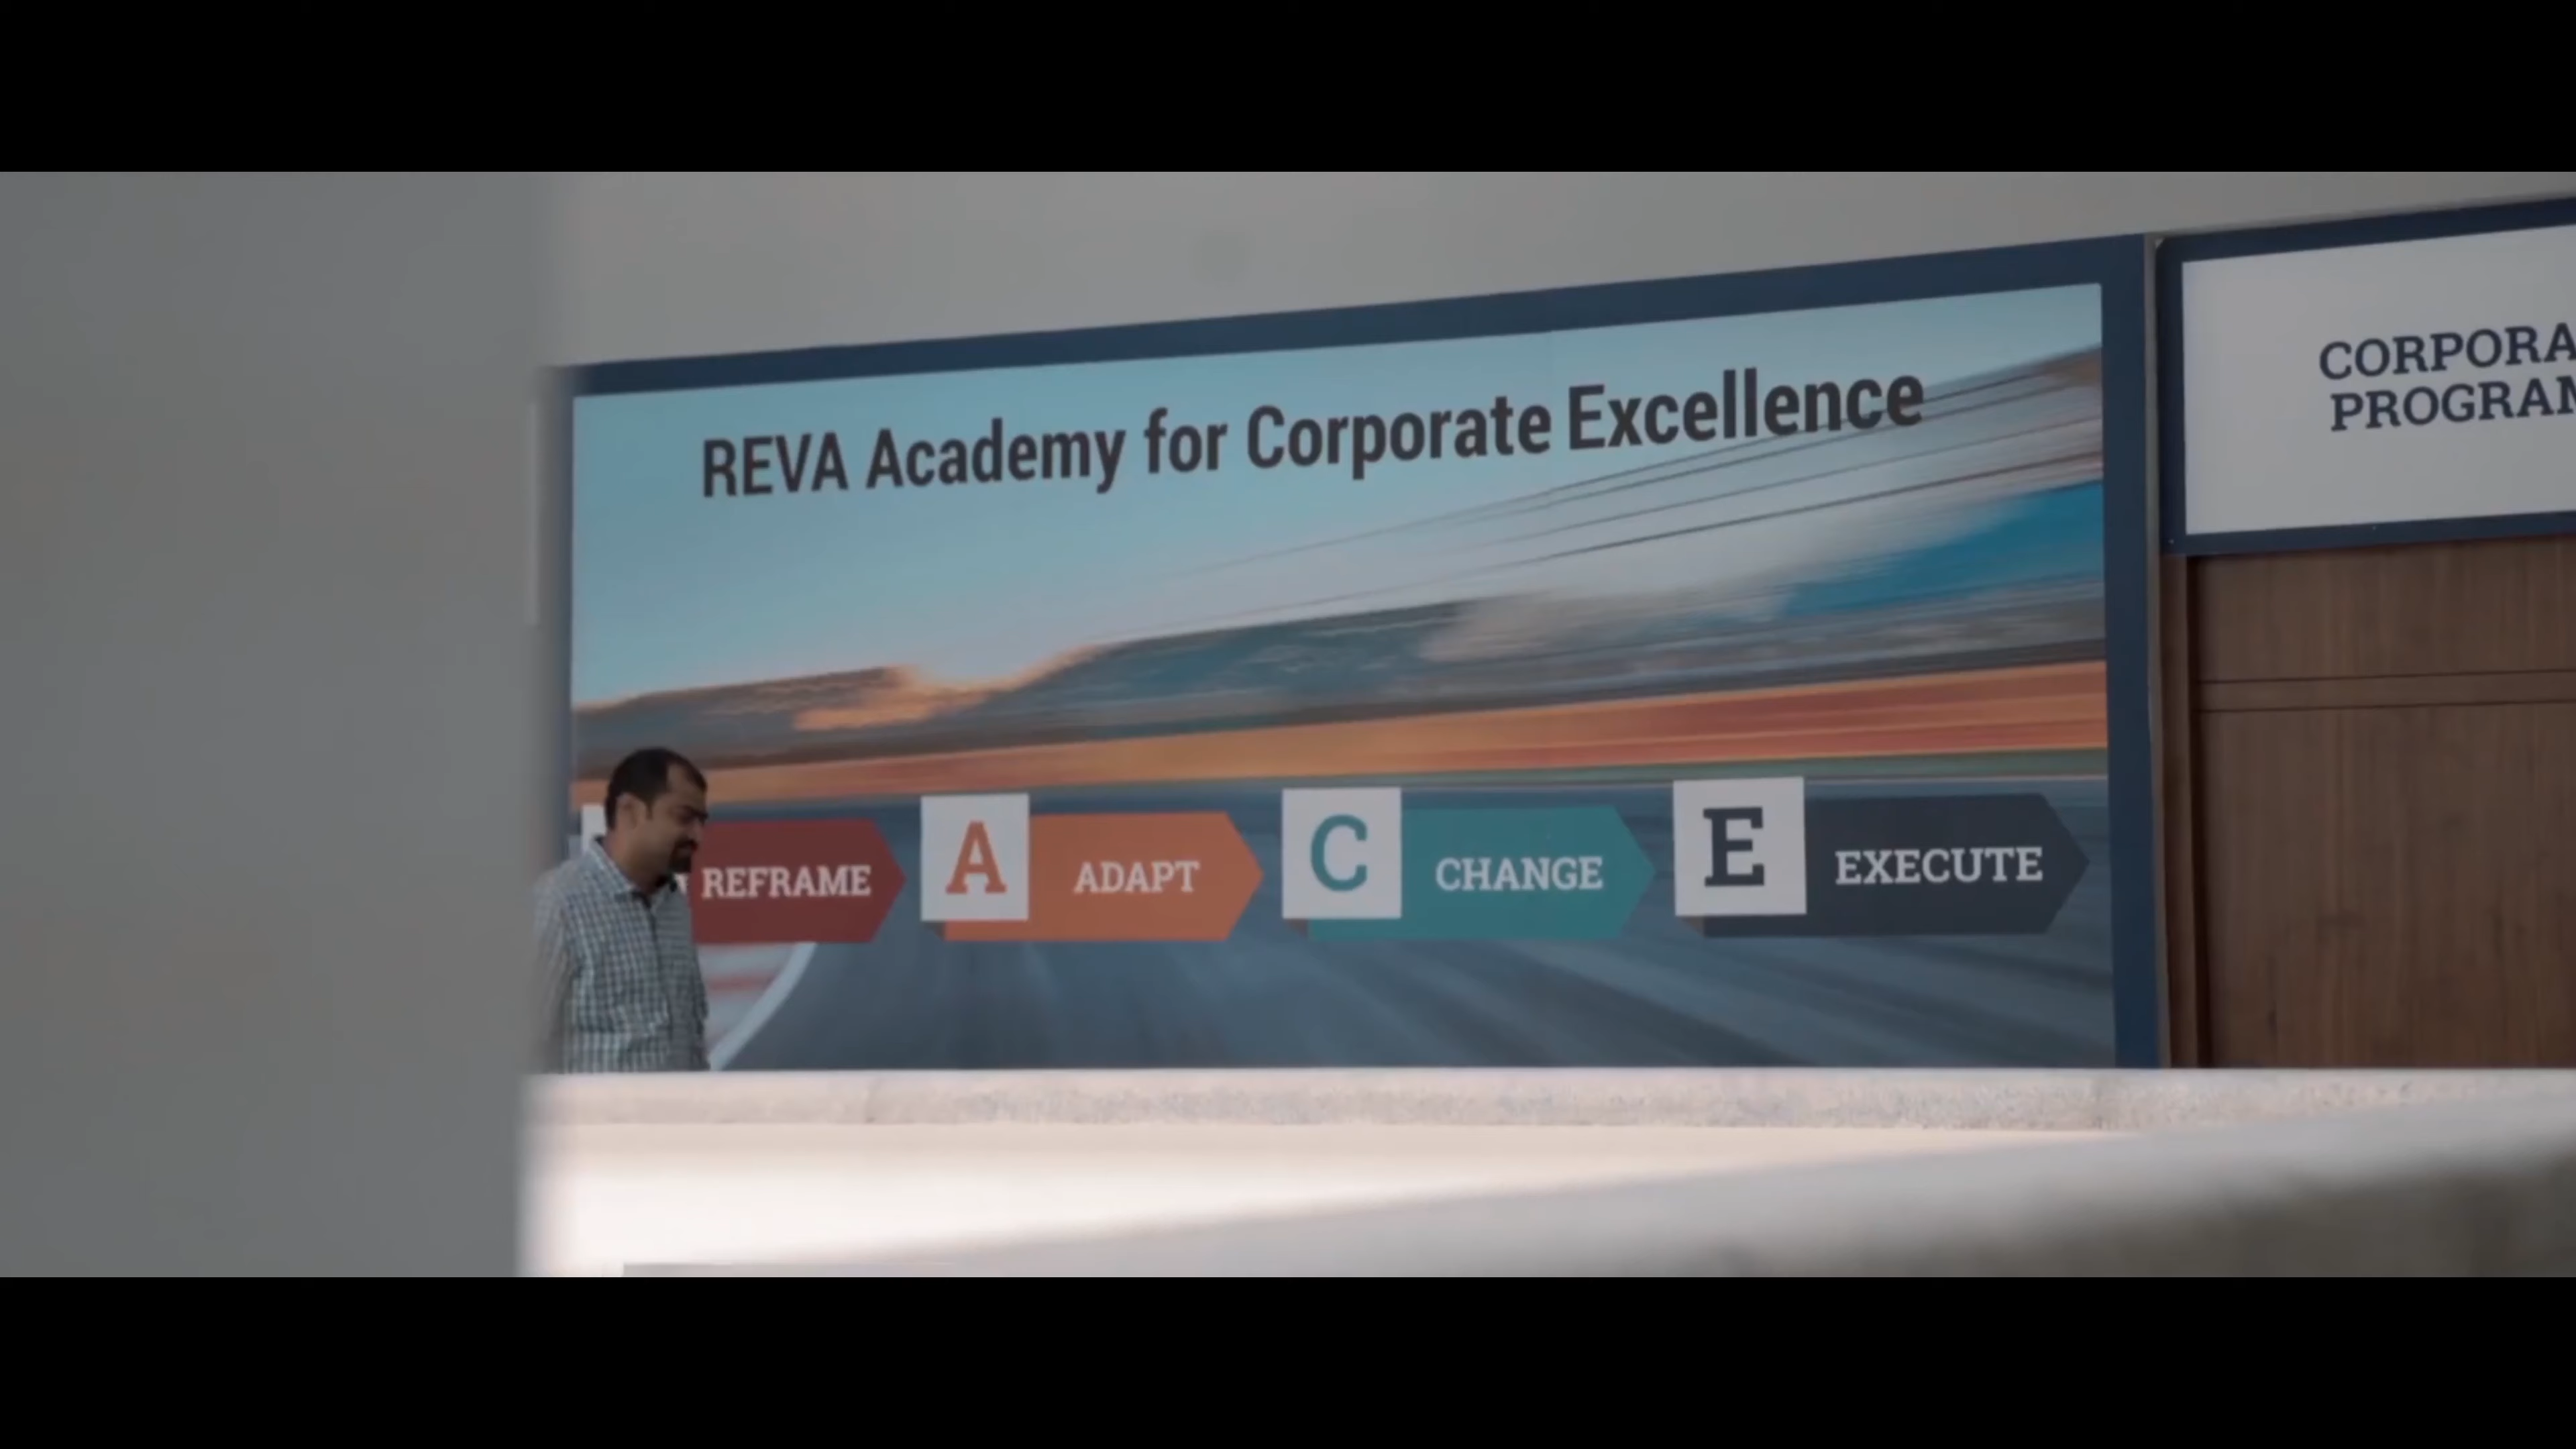 REVA Academy for Corporate Excellence
REFRAME
A ADAPT
C CHANGE
E EXECUTE
CORPORA
PROGRAM